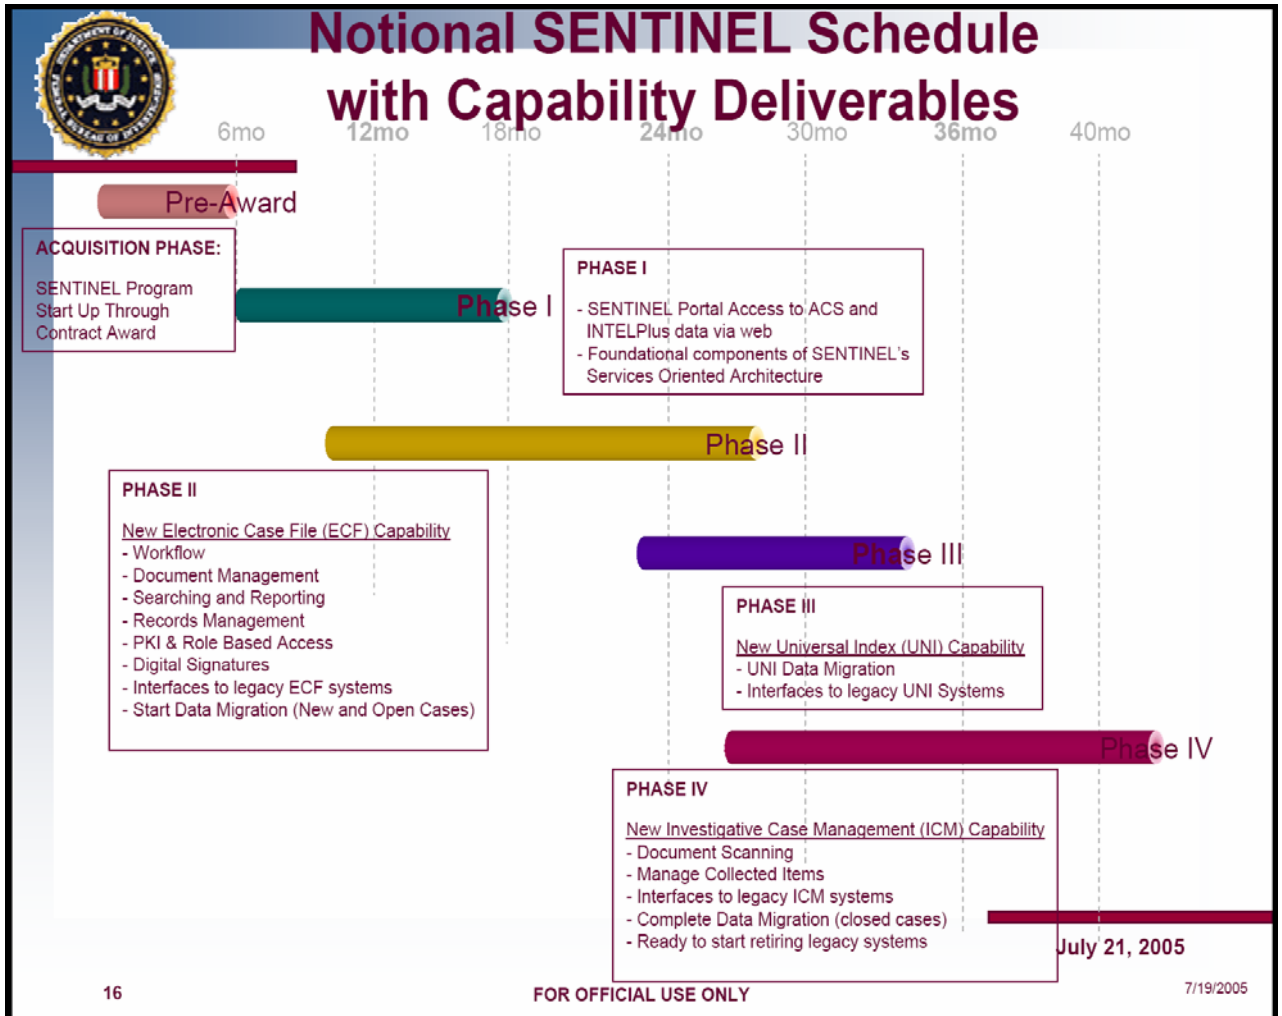 Notional SENTINEL Schedule
with Capability Deliverables
DEPARTMENT OF JUSTICE
FEDERAL BUREAU OF INVESTIGATION
6mo 12mo 18mo 24mo 30mo 36mo 40mo
Pre-Award
ACQUISITION PHASE:
SENTINEL Program
Start Up Through
Contract Award
Phase I
PHASE I
- SENTINEL Portal Access to ACS and
INTELPlus data via web
- Foundational components of SENTINEL's
Services Oriented Architecture
Phase II
PHASE II
New Electronic Case File (ECF) Capability
- Workflow
- Document Management
- Searching and Reporting
- Records Management
- PKI & Role Based Access
- Digital Signatures
- Interfaces to legacy ECF systems
- Start Data Migration (New and Open Cases)
Phase III
PHASE III
New Universal Index (UNI) Capability
- UNI Data Migration
- Interfaces to legacy UNI Systems
Phase IV
PHASE IV
New Investigative Case Management (ICM) Capability
- Document Scanning
- Manage Collected Items
- Interfaces to legacy ICM systems
- Complete Data Migration (closed cases)
- Ready to start retiring legacy systems
July 21, 2005
16
FOR OFFICIAL USE ONLY
7/19/2005